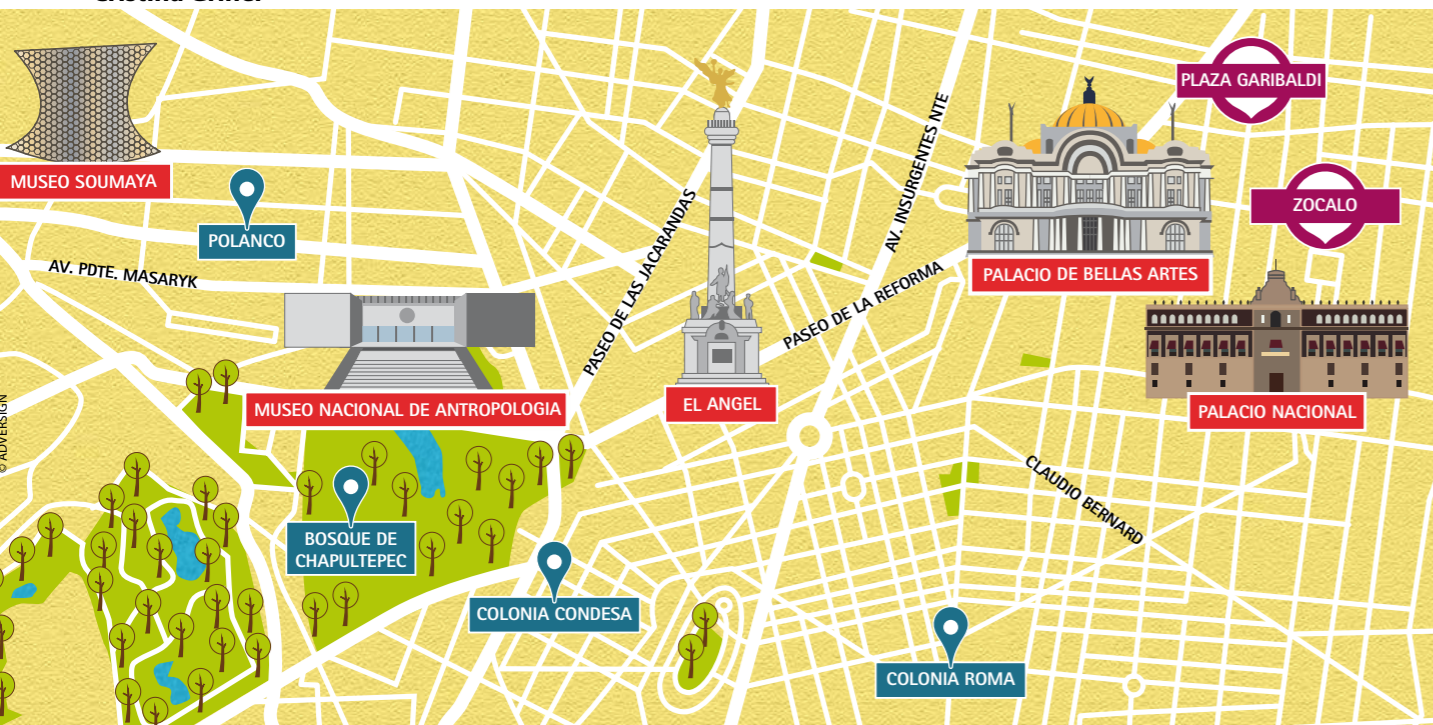 PLAZA GARIBALDI
MUSEO SOUMAYA
POLANCO
AV. PDTE. MASARYK
PASEO DE LAS JACARANDAS
AV. INSURGENTES NTE
PASEO DE LA REFORMA
PALACIO DE BELLAS ARTES
ZOCALO
MUSEO NACIONAL DE ANTROPOLOGIA
EL ANGEL
PALACIO NACIONAL
© ADVERSIGN
BOSQUE DE
CHAPULTEPEC
CLAUDIO BERNARD
COLONIA CONDESA
COLONIA ROMA